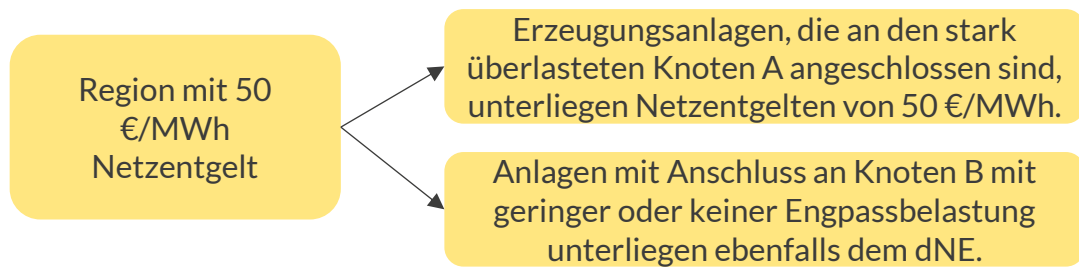 Region mit 50
€/MWh
Netzentgelt
Erzeugungsanlagen, die an den stark
überlasteten Knoten A angeschlossen sind,
unterliegen Netzentgelten von 50 €/MWh.
Anlagen mit Anschluss an Knoten B mit
geringer oder keiner Engpassbelastung
unterliegen ebenfalls dem dNE.